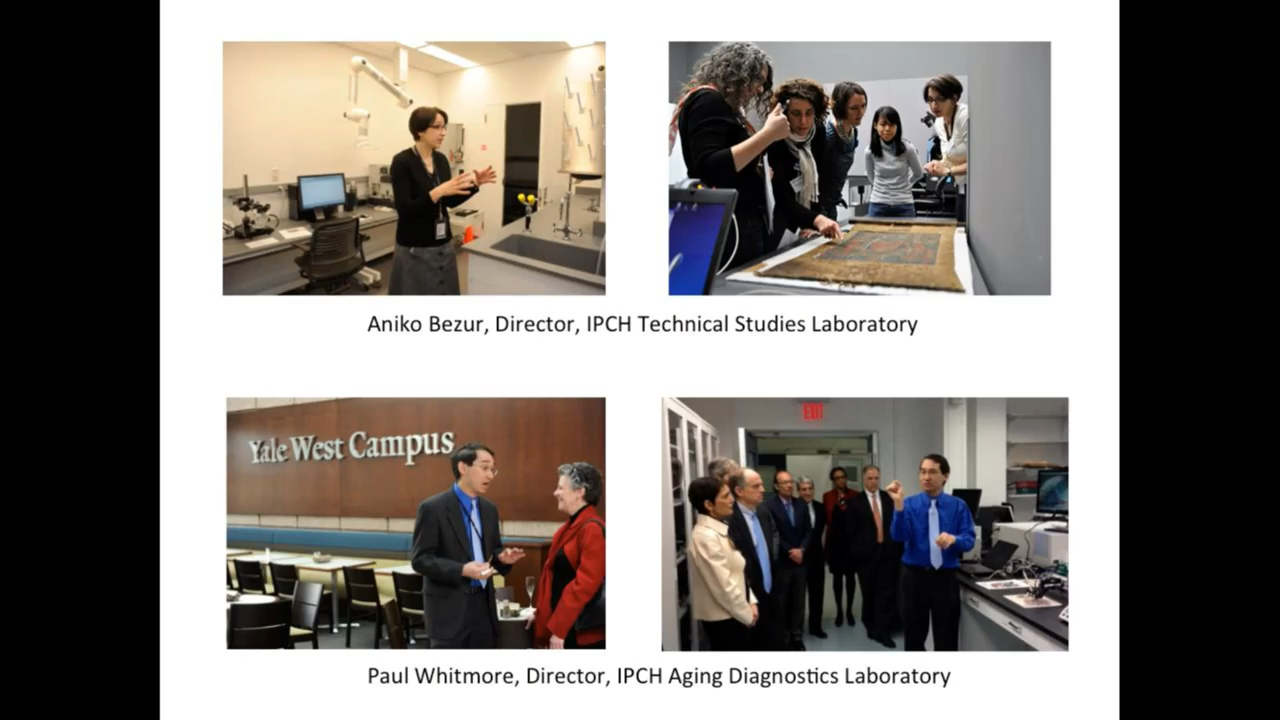 Aniko Bezur, Director, IPCH Technical Studies Laboratory
Yale West Campus
EXIT
Paul Whitmore, Director, IPCH Aging Diagnostics Laboratory